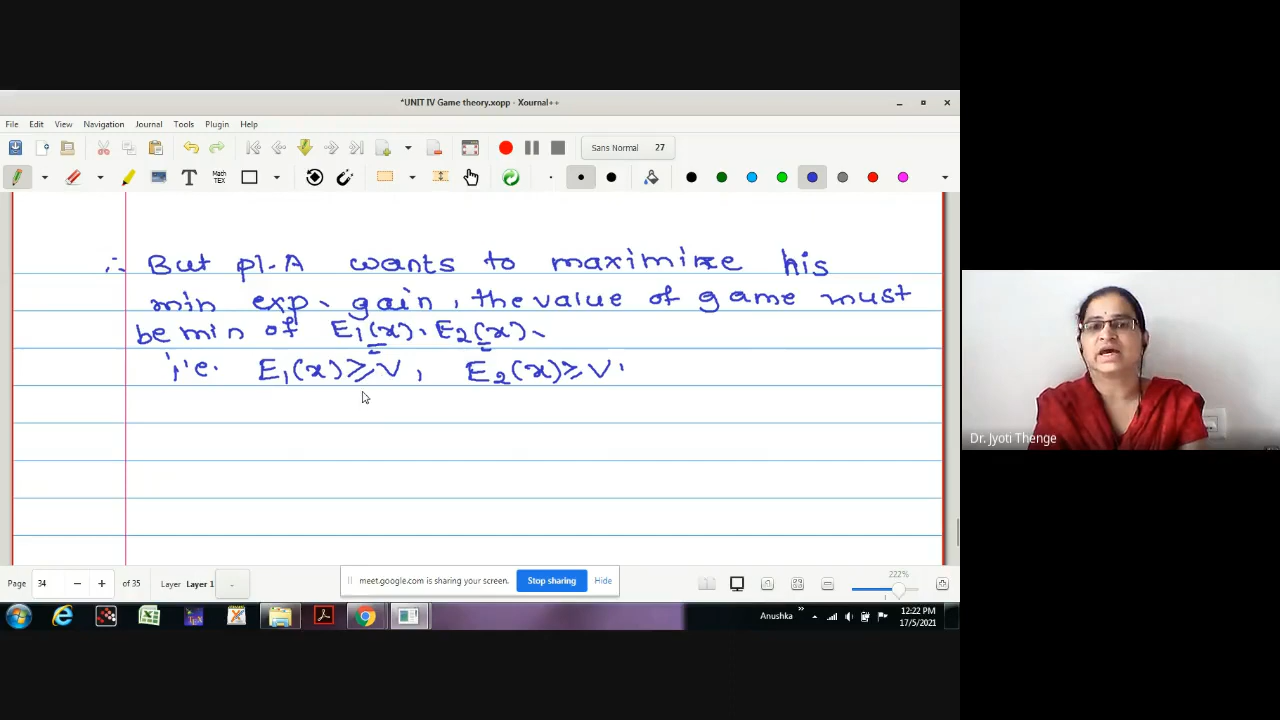 *UNIT IV Game theory.xopp - Xournal++
File Edit View Navigation Journal Tools Plugin Help
Sans Normal 27
T Math TEX
∴ But pl. A wants to maximize his
min exp. gain, the value of game must
be min of E₁(x), E₂(x).
i.e. E₁(x) ≥ V, E₂(x) ≥ V.
Dr. Jyoti Thenge
Page 34 of 35 Layer Layer 1
meet.google.com is sharing your screen. Stop sharing Hide
222%
Anushka
12:22 PM
17/5/2021